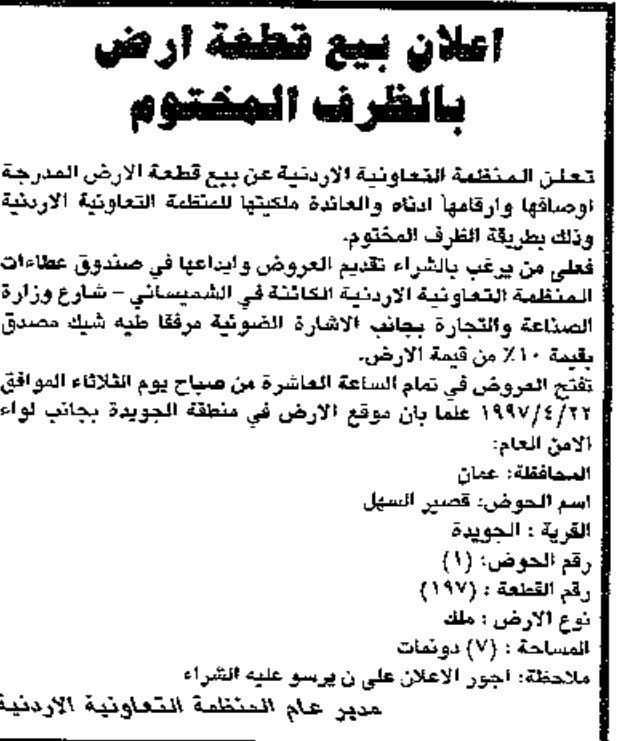 اعلان بيع قطعة ارض
بالظرف المختوم
تعلن المنظمة التعاونية الاردنية عن بيع قطعة الارض المدرجة
اوصافها وارقامها ادناه والعائدة ملكيتها للمنظمة التعاونية الاردنية
وذلك بطريقة الظرف المختوم.
فعلى من يرغب بالشراء تقديم العروض وايداعها في صندوق عطاءات
المنظمة التعاونية الاردنية الكائنة في الشميساني - شارع وزارة
الصناعة والتجارة بجانب الاشارة الضوئية مرفقا طيه شيك مصدق
بقيمة ١٠٪ من قيمة الارض.
تفتح العروض في تمام الساعة العاشرة من صباح يوم الثلاثاء الموافق
١٩٩٧/٤/٢٢ علما بان موقع الارض في منطقة الجويدة بجانب لواء
الامن العام:
المحافظة: عمان
اسم الحوض: قصير السهل
القرية : الجويدة
رقم الحوض: (١)
رقم القطعة : (١٩٧)
نوع الارض : ملك
المساحة : (٧) دونمات
ملاحظة: اجور الاعلان على ن يرسو عليه الشراء
مدير عام المنظمة التعاونية الاردنية